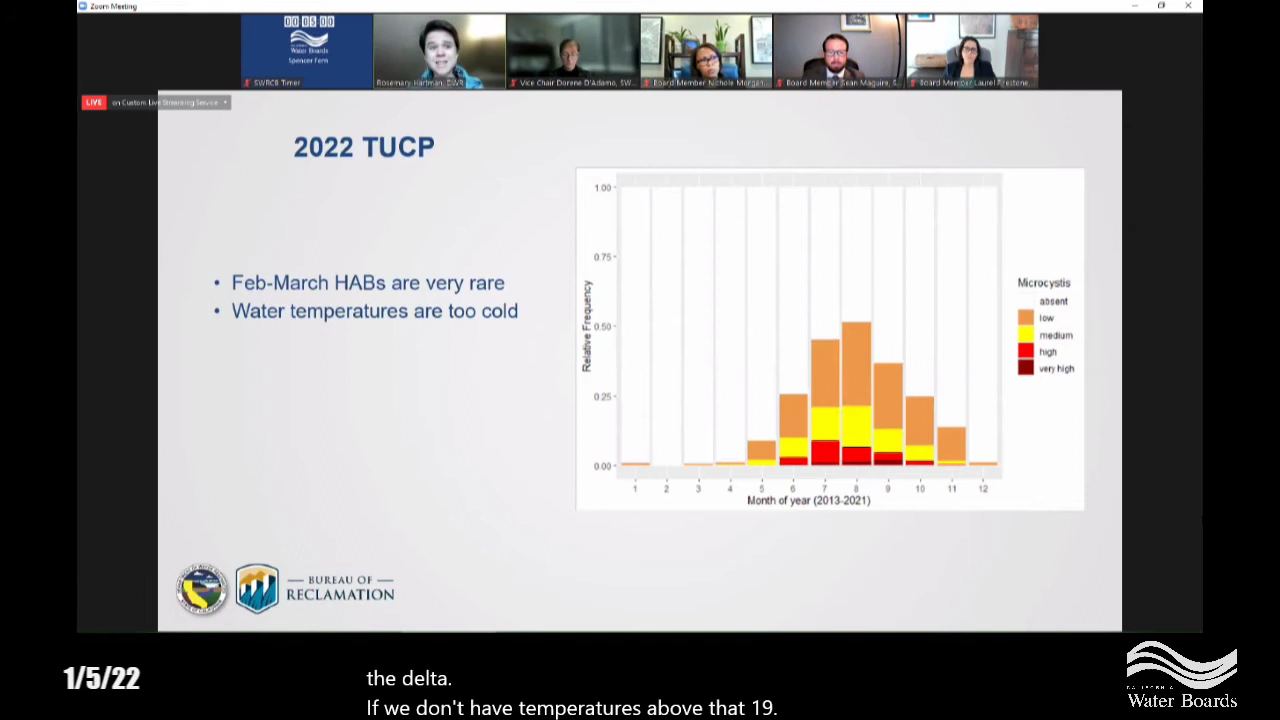 Zoom Meeting
00:05:00
Water Boards
Spencer Fern
SWRCB Timer
Rosemary Hartman DWR
Vice Chair Dorene D'Adamo, SW...
Board Member Nichole Morgan...
Board Member Sean Maguire, S...
Board Member Laurel Firestone...
LIVE
on Custom Live Streaming Service
2022 TUCP
• Feb-March HABs are very rare
• Water temperatures are too cold
1.00
0.75
0.50
0.25
0.00
Relative Frequency
1 2 3 4 5 6 7 8 9 10 11 12
Month of year (2013-2021)
Microcystis
absent
low
medium
high
very high
BUREAU OF
RECLAMATION
1/5/22
the delta.
If we don't have temperatures above that 19.
CALIFORNIA
Water Boards